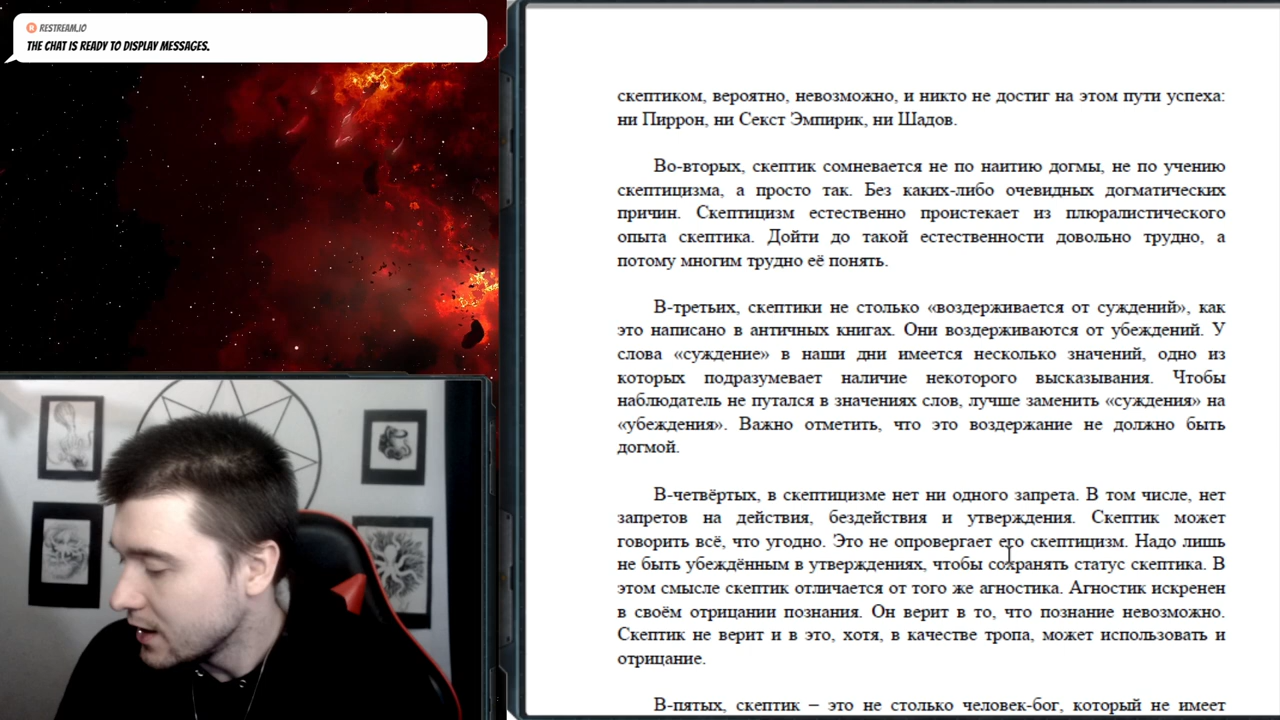 RESTREAM.IO
THE CHAT IS READY TO DISPLAY MESSAGES.
скептиком, вероятно, невозможно, и никто не достиг на этом пути успеха:
ни Пиррон, ни Секст Эмпирик, ни Шадов.
Во-вторых, скептик сомневается не по наитию догмы, не по учению
скептицизма, а просто так. Без каких-либо очевидных догматических
причин. Скептицизм естественно проистекает из плюралистического
опыта скептика. Дойти до такой естественности довольно трудно, а
потому многим трудно её понять.
В-третьих, скептики не столько «воздерживается от суждений», как
это написано в античных книгах. Они воздерживаются от убеждений. У
слова «суждение» в наши дни имеется несколько значений, одно из
которых подразумевает наличие некоторого высказывания. Чтобы
наблюдатель не путался в значениях слов, лучше заменить «суждения» на
«убеждения». Важно отметить, что это воздержание не должно быть
догмой.
В-четвёртых, в скептицизме нет ни одного запрета. В том числе, нет
запретов на действия, бездействия и утверждения. Скептик может
говорить всё, что угодно. Это не опровергает его скептицизм. Надо лишь
не быть убеждённым в утверждениях, чтобы сохранять статус скептика. В
этом смысле скептик отличается от того же агностика. Агностик искренен
в своём отрицании познания. Он верит в то, что познание невозможно.
Скептик не верит и в это, хотя, в качестве тропа, может использовать и
отрицание.
В-пятых, скептик – это не столько человек-бог, который не имеет